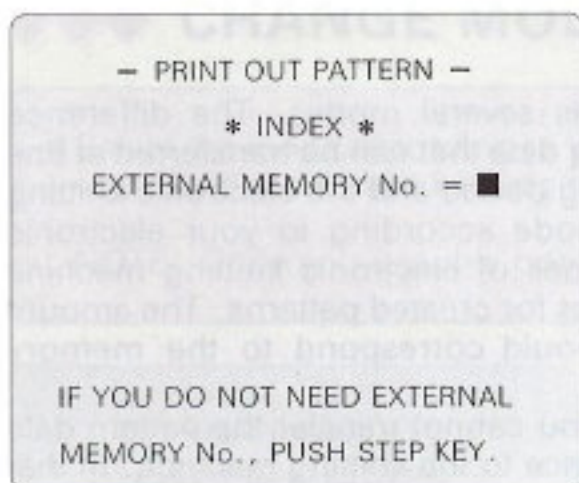 – PRINT OUT PATTERN –
* INDEX *
EXTERNAL MEMORY No. = ■
IF YOU DO NOT NEED EXTERNAL
MEMORY No., PUSH STEP KEY.